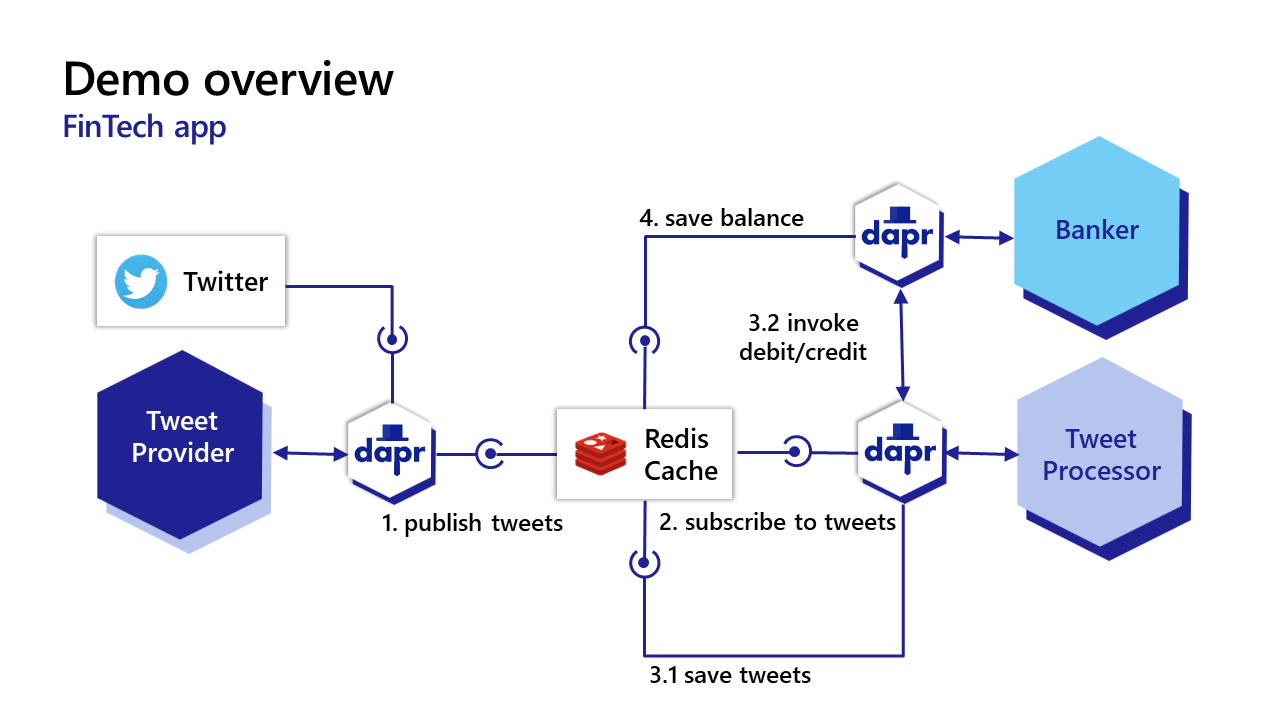 Demo overview
FinTech app
4. save balance
dapr
Banker
Twitter
3.2 invoke
debit/credit
Tweet
Provider
dapr
Redis
Cache
dapr
Tweet
Processor
1. publish tweets
2. subscribe to tweets
3.1 save tweets